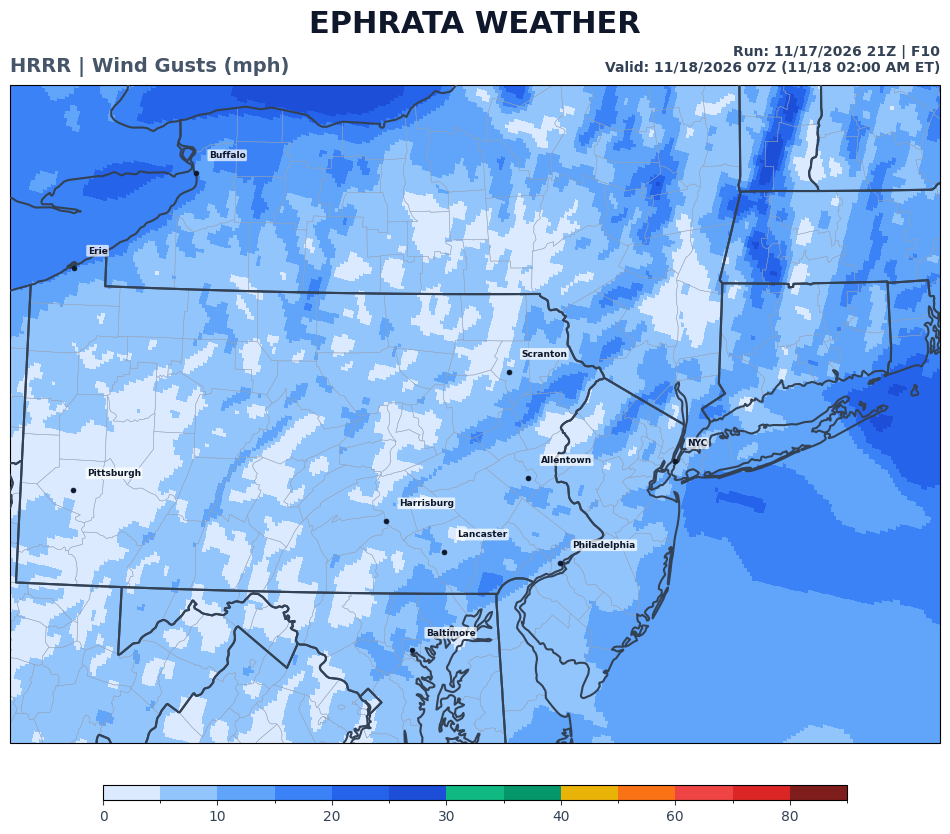 EPHRATA WEATHER
HRRR | Wind Gusts (mph)
Run: 11/17/2026 21Z | F10
Valid: 11/18/2026 07Z (11/18 02:00 AM ET)
Buffalo
Erie
Scranton
NYC
Allentown
Pittsburgh
Harrisburg
Lancaster
Philadelphia
Baltimore
0 10 20 30 40 50 60 70 80